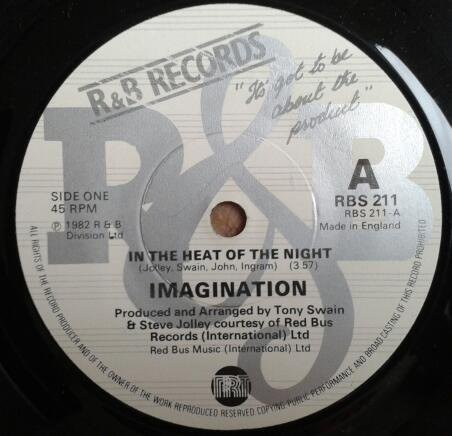 R&B RECORDS
"It's got to be
about the
product"
R&B
A
SIDE ONE
45 RPM
RBS 211
RBS 211-A
Ⓟ 1982 R & B
Division Ltd
Made in England
IN THE HEAT OF THE NIGHT
(Jolley, Swain, John, Ingram) (3.57)
IMAGINATION
Produced and Arranged by Tony Swain
& Steve Jolley courtesy of Red Bus
Records (International) Ltd
Red Bus Music (International) Ltd
ALL RIGHTS OF THE RECORD PRODUCER AND OF THE OWNER OF THE WORK REPRODUCED RESERVED. COPYING, PUBLIC PERFORMANCE AND BROAD CASTING OF THIS RECORD PROHIBITED